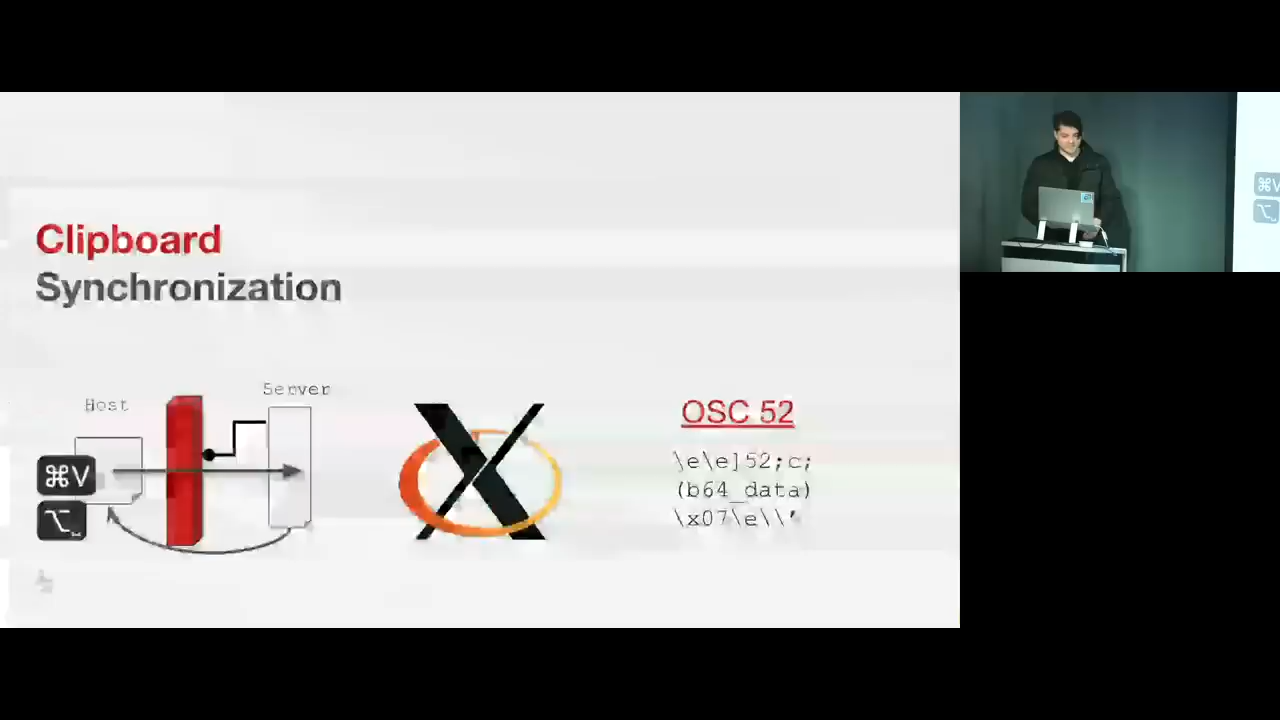 Clipboard
Synchronization
Host
Server
⌘V
⌥
OSC 52
\e\e]52;c;
(b64_data)
\x07\e\\'
⌘V
⌥